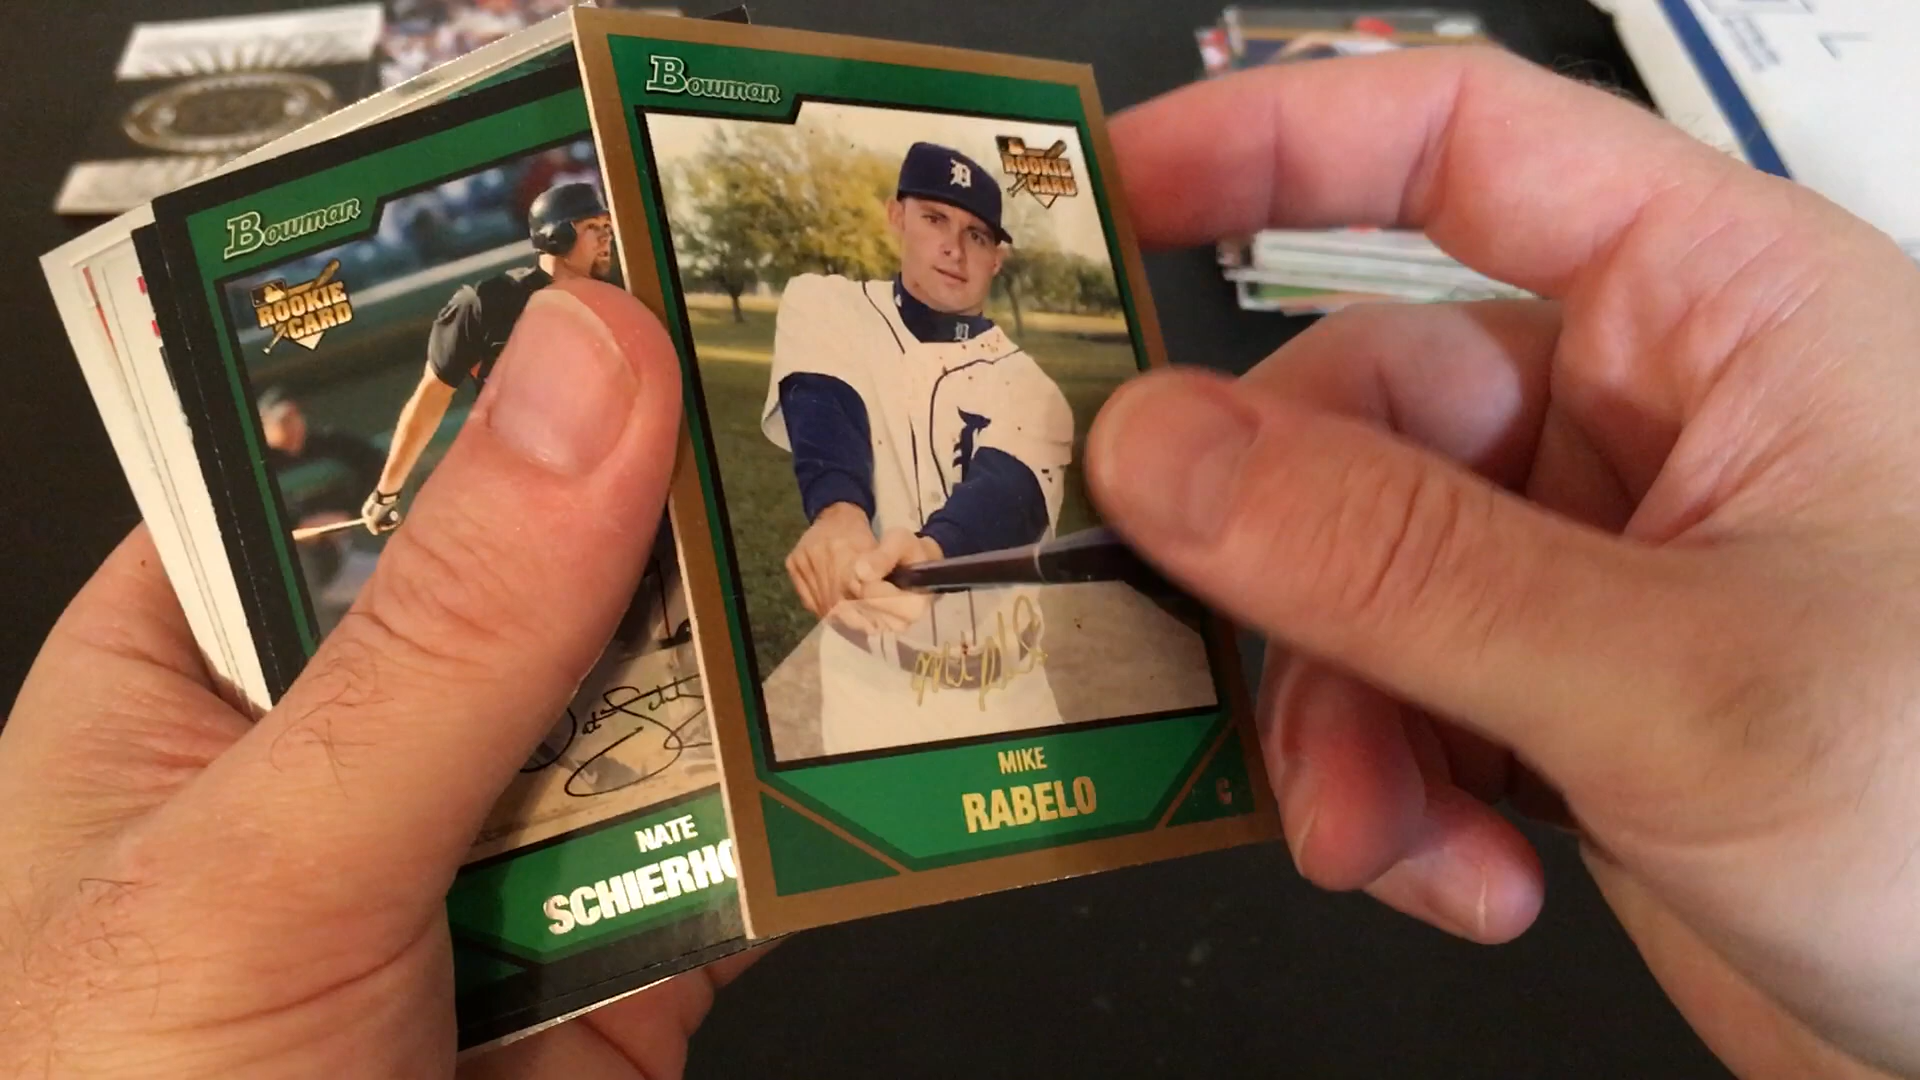 Bowman
ROOKIE
CARD
NATE
SCHIERHO
Bowman
ROOKIE
CARD
D
MIKE
RABELO
C